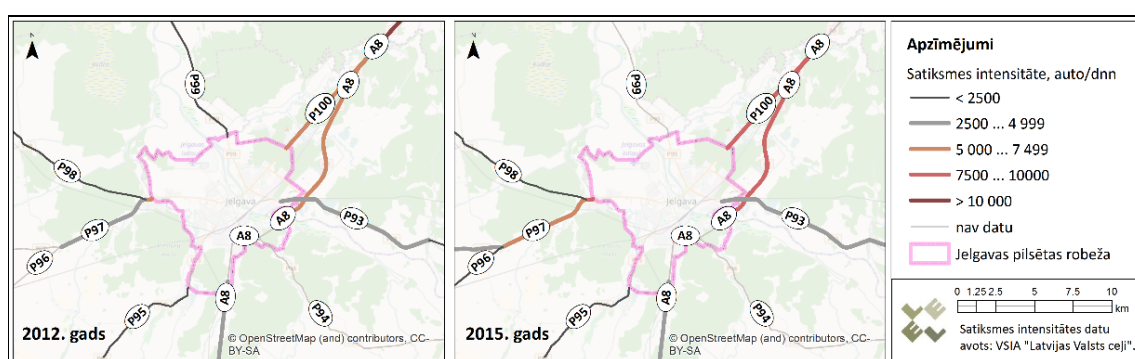 A8
P99
A8
P100
P98
Jelgava
P97
A8
P93
A8
P96
A8
P95
P94
2012. gads
© OpenStreetMap (and) contributors, CC-
BY-SA
A8
P99
P100
A8
P98
Jelgava
P97
A8
P93
A8
P96
A8
P95
P94
2015. gads
© OpenStreetMap (and) contributors, CC-
BY-SA
Apzīmējumi
Satiksmes intensitāte, auto/dnn
< 2500
2500 ... 4 999
5 000 ... 7 499
7500 ... 10000
> 10 000
nav datu
Jelgavas pilsētas robeža
0 1.25 2.5 5 7.5 10
km
Satiksmes intensitātes datu
avots: VSIA "Latvijas Valsts ceļi".